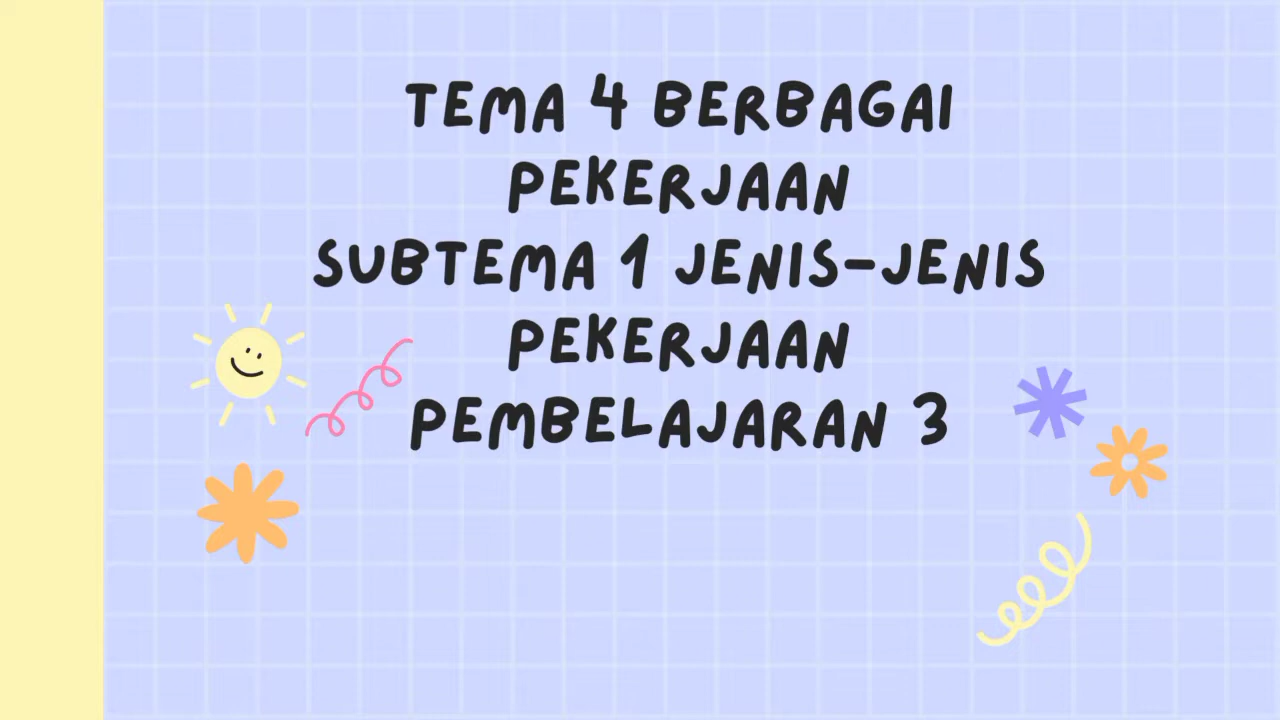 TEMA 4 BERBAGAI
PEKERJAAN
SUBTEMA 1 JENIS-JENIS
PEKERJAAN
PEMBELAJARAN 3